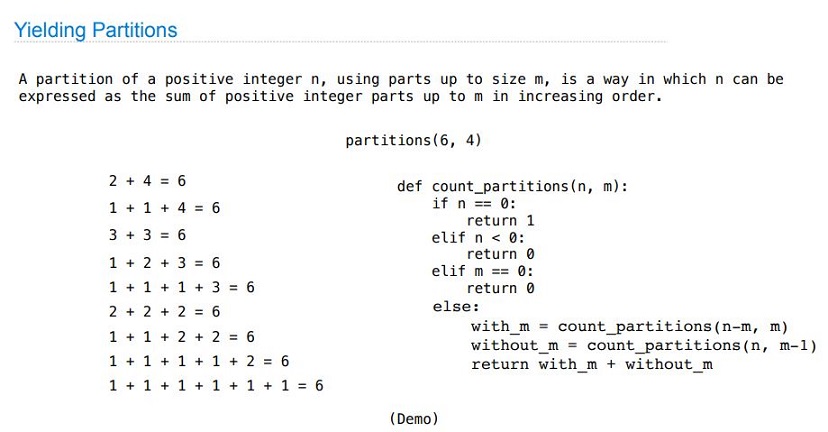 Yielding Partitions
A partition of a positive integer n, using parts up to size m, is a way in which n can be
expressed as the sum of positive integer parts up to m in increasing order.
partitions(6, 4)
2 + 4 = 6
1 + 1 + 4 = 6
3 + 3 = 6
1 + 2 + 3 = 6
1 + 1 + 1 + 3 = 6
2 + 2 + 2 = 6
1 + 1 + 2 + 2 = 6
1 + 1 + 1 + 1 + 2 = 6
1 + 1 + 1 + 1 + 1 + 1 = 6
def count_partitions(n, m):
    if n == 0:
        return 1
    elif n < 0:
        return 0
    elif m == 0:
        return 0
    else:
        with_m = count_partitions(n-m, m)
        without_m = count_partitions(n, m-1)
        return with_m + without_m
(Demo)